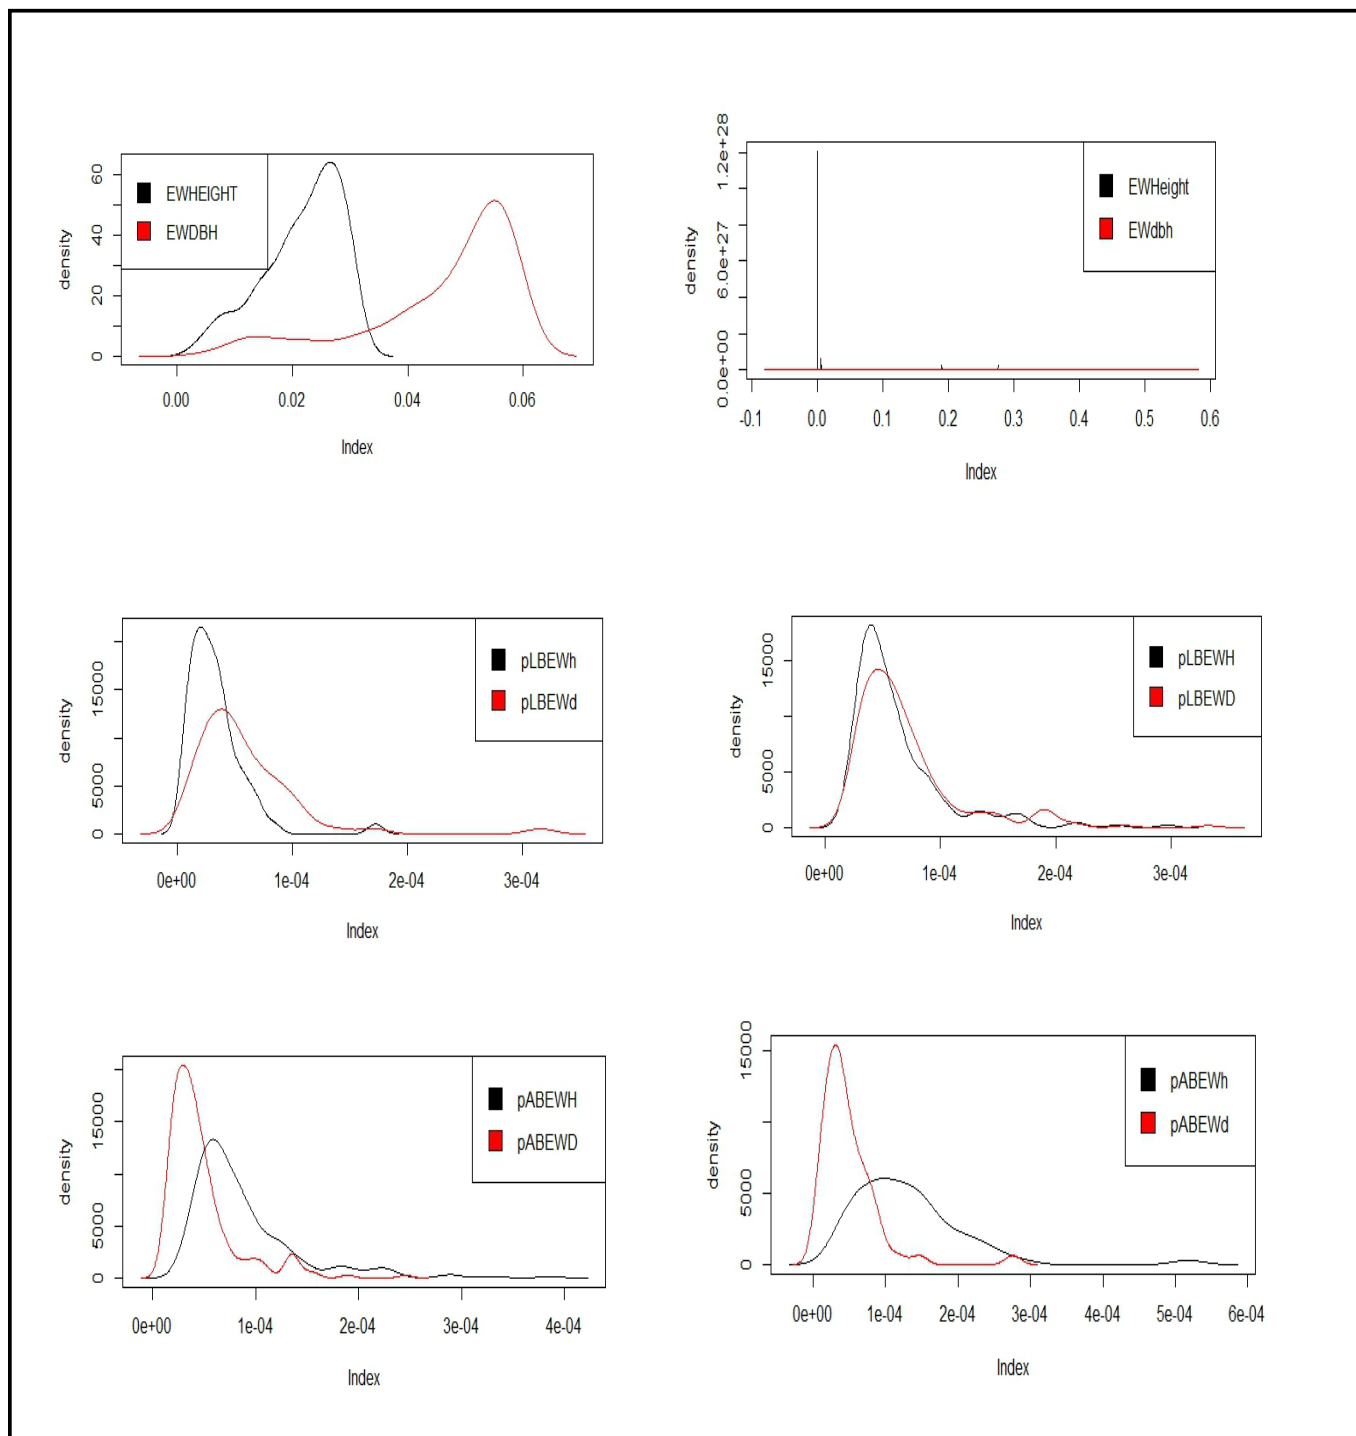 density
60
40
20
0
EWHEIGHT
EWDBH
0.00 0.02 0.04 0.06
Index
density
1.2e+28
6.0e+27
0.0e+00
EWHeight
EWdbh
-0.1 0.0 0.1 0.2 0.3 0.4 0.5 0.6
Index
density
15000
5000
0
pLBEWh
pLBEWd
0e+00 1e-04 2e-04 3e-04
Index
density
15000
5000
0
pLBEWH
pLBEWD
0e+00 1e-04 2e-04 3e-04
Index
density
15000
5000
0
pABEWH
pABEWD
0e+00 1e-04 2e-04 3e-04 4e-04
Index
density
15000
5000
0
pABEWh
pABEWd
0e+00 1e-04 2e-04 3e-04 4e-04 5e-04 6e-04
Index